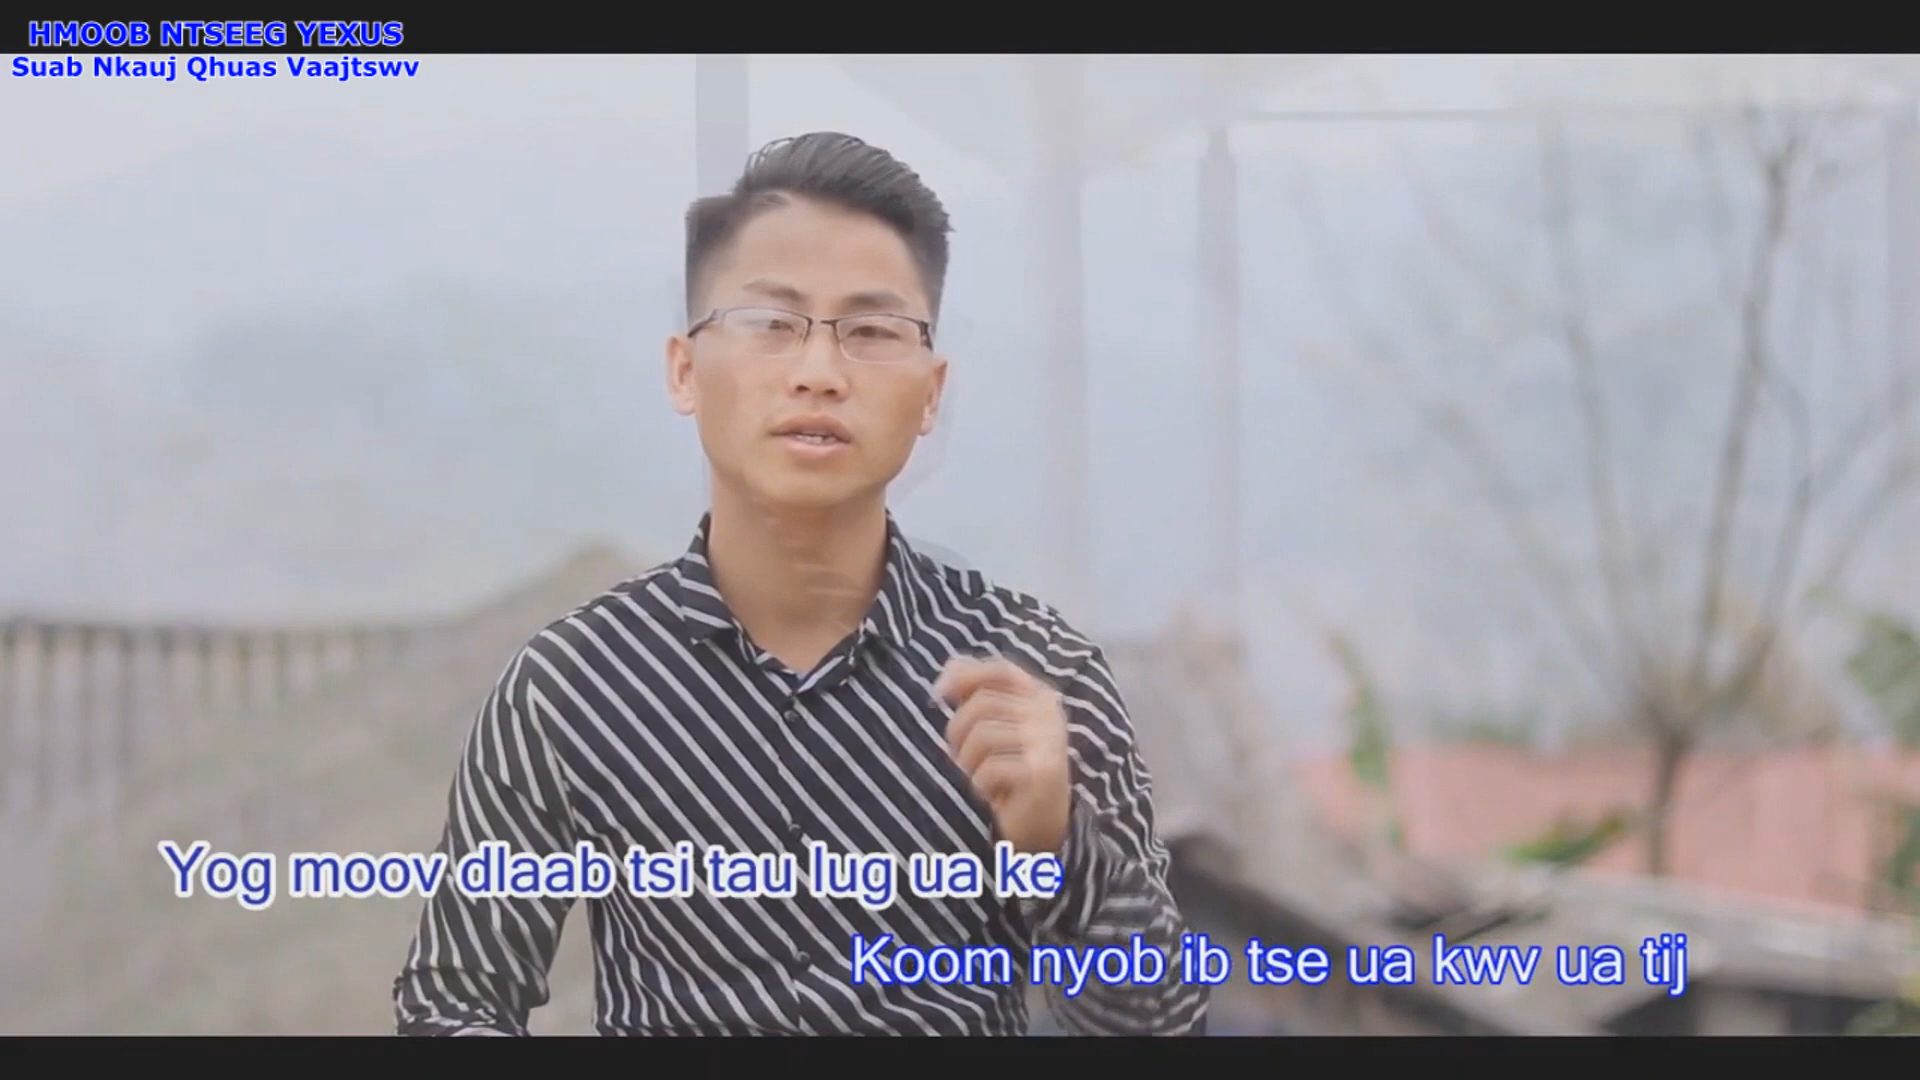 HMOOB NTSEEG YEXUS
Suab Nkauj Qhuas Vaajtswv
Yog moov dlaab tsi tau lug ua ke
Koom nyob ib tse ua kwv ua tij